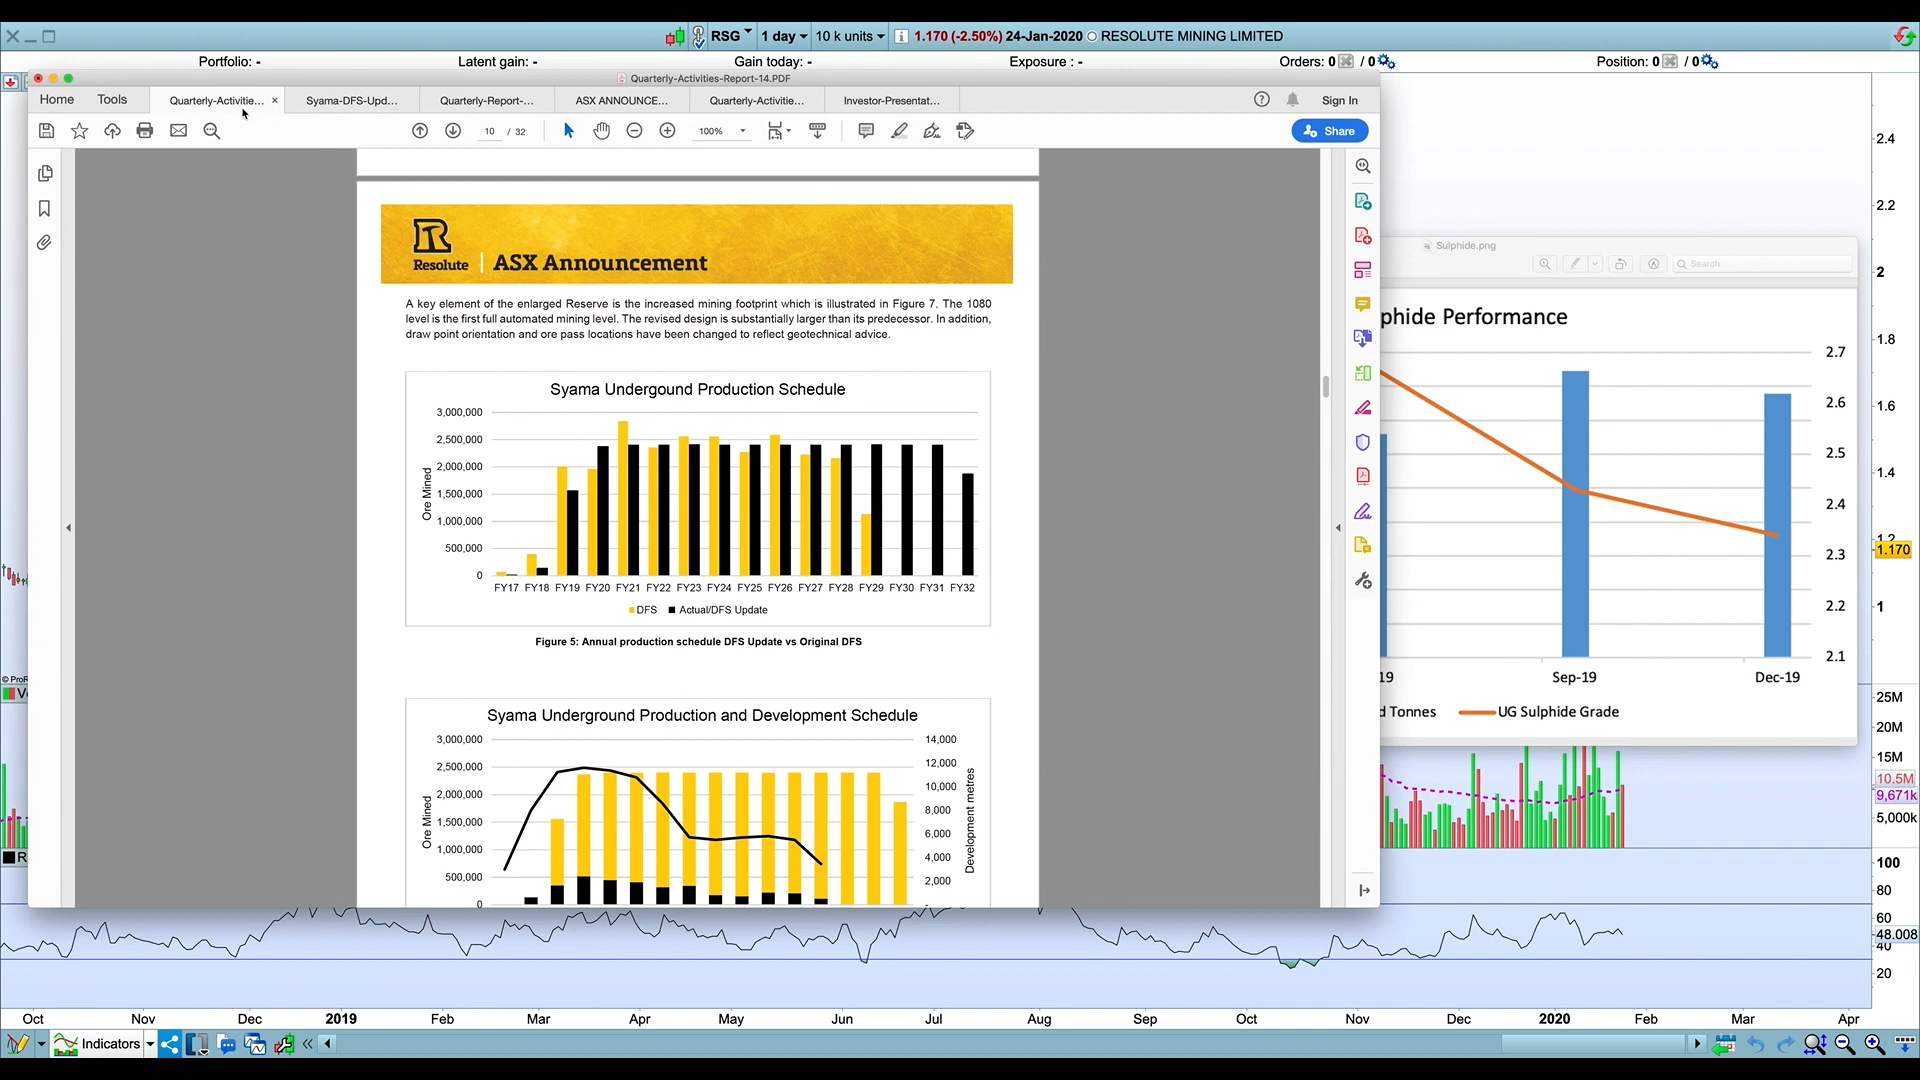 RSG
1 day
10 k units
1.170 (-2.50%) 24-Jan-2020
RESOLUTE MINING LIMITED
Portfolio: -
Latent gain: -
Gain today: -
Exposure : -
Orders: 0
/ 0
Position: 0
/ 0
Quarterly-Activities-Report-14.PDF
Home
Tools
Quarterly-Activitie...
Syama-DFS-Upd...
Quarterly-Report-...
ASX ANNOUNCE...
Quarterly-Activitie...
Investor-Presentat...
Sign In
10 / 32
100%
Share
Resolute
ASX Announcement
A key element of the enlarged Reserve is the increased mining footprint which is illustrated in Figure 7. The 1080
level is the first full automated mining level. The revised design is substantially larger than its predecessor. In addition,
draw point orientation and ore pass locations have been changed to reflect geotechnical advice.
Syama Undergound Production Schedule
Ore Mined
3,000,000
2,500,000
2,000,000
1,500,000
1,000,000
500,000
0
FY17 FY18 FY19 FY20 FY21 FY22 FY23 FY24 FY25 FY26 FY27 FY28 FY29 FY30 FY31 FY32
DFS
Actual/DFS Update
Figure 5: Annual production schedule DFS Update vs Original DFS
Syama Underground Production and Development Schedule
Ore Mined
3,000,000
2,500,000
2,000,000
1,500,000
1,000,000
500,000
0
14,000
12,000
10,000
8,000
6,000
4,000
2,000
-
Development metres
Sulphide.png
Search
phide Performance
2.7
2.6
2.5
2.4
2.3
2.2
2.1
19
Sep-19
Dec-19
d Tonnes
UG Sulphide Grade
2.4
2.2
2
1.8
1.6
1.4
1.2
1.170
1
© ProR
Vo
R
25M
20M
15M
10.5M
9,671k
5,000k
100
80
60
48.008
40
20
Oct
Nov
Dec
2019
Feb
Mar
Apr
May
Jun
Jul
Aug
Sep
Oct
Nov
Dec
2020
Feb
Mar
Apr
Indicators